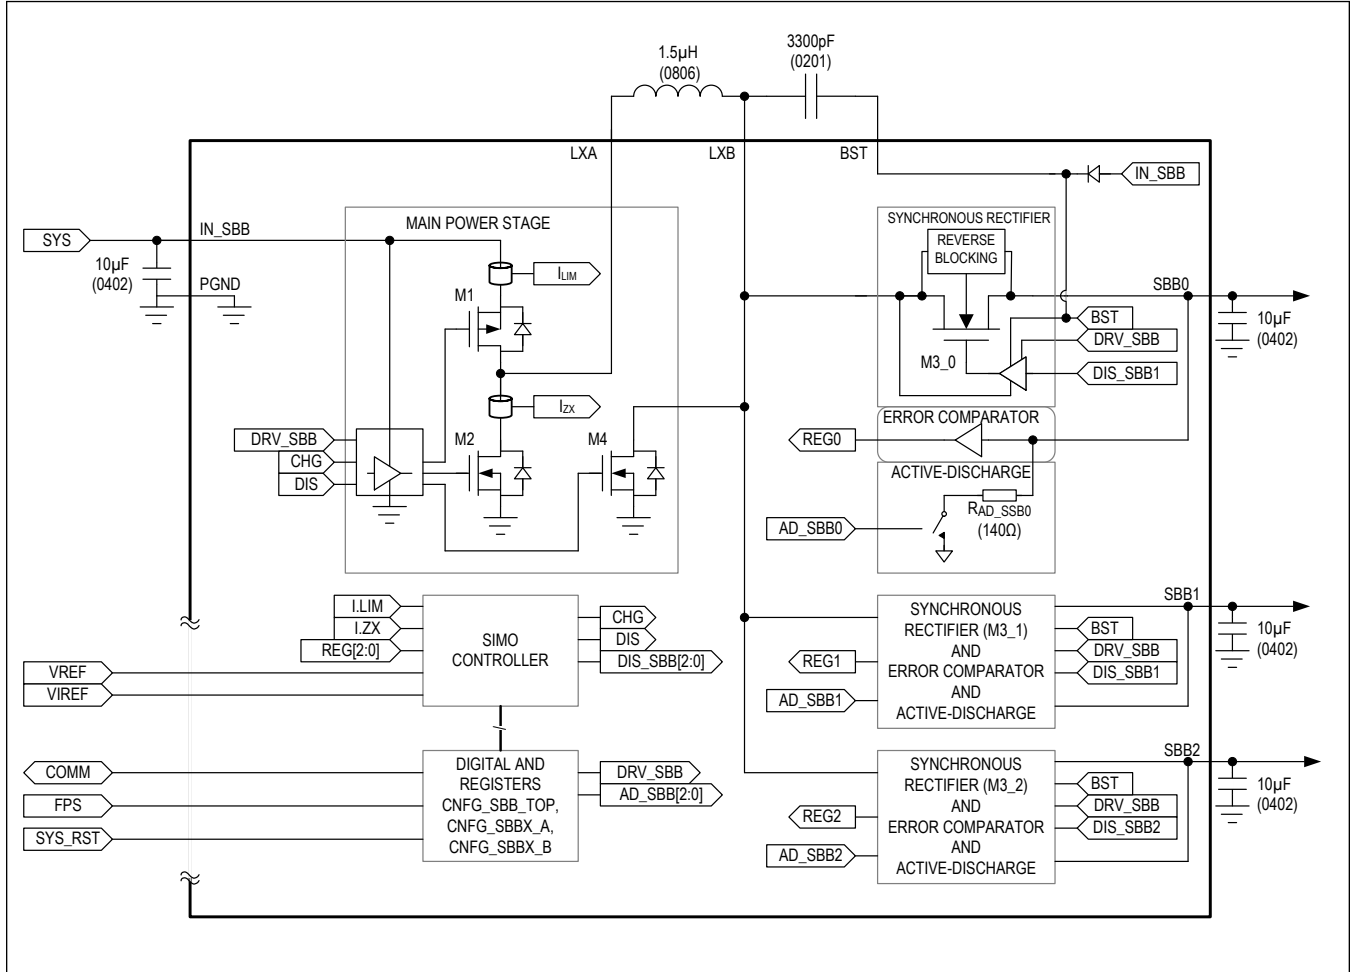 1.5µH
(0806)
3300pF
(0201)
LXA
LXB
BST
IN_SBB
MAIN POWER STAGE
SYS
IN_SBB
10µF
(0402)
PGND
ILIM
M1
IZX
M2
M4
DRV_SBB
CHG
DIS
SYNCHRONOUS RECTIFIER
REVERSE
BLOCKING
SBB0
BST
DRV_SBB
M3_0
DIS_SBB1
10µF
(0402)
ERROR COMPARATOR
REG0
ACTIVE-DISCHARGE
RAD_SSB0
(140Ω)
AD_SBB0
I.LIM
I.ZX
REG[2:0]
VREF
VIREF
SIMO
CONTROLLER
CHG
DIS
DIS_SBB[2:0]
SBB1
SYNCHRONOUS
RECTIFIER (M3_1)
AND
ERROR COMPARATOR
AND
ACTIVE-DISCHARGE
REG1
AD_SBB1
BST
DRV_SBB
DIS_SBB1
10µF
(0402)
COMM
FPS
SYS_RST
DIGITAL AND
REGISTERS
CNFG_SBB_TOP,
CNFG_SBBX_A,
CNFG_SBBX_B
DRV_SBB
AD_SBB[2:0]
SBB2
SYNCHRONOUS
RECTIFIER (M3_2)
AND
ERROR COMPARATOR
AND
ACTIVE-DISCHARGE
REG2
AD_SBB2
BST
DRV_SBB
DIS_SBB2
10µF
(0402)